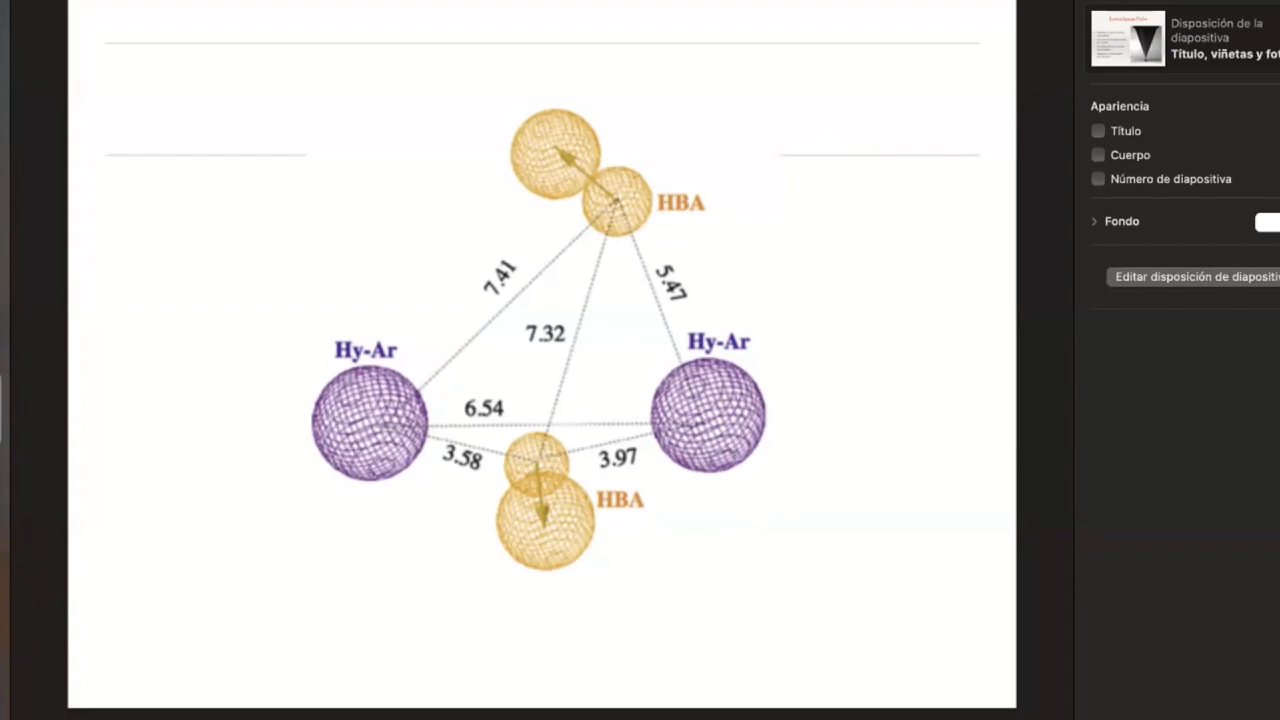 HBA
7.41
5.47
7.32
Hy-Ar
Hy-Ar
6.54
3.58
3.97
HBA
Disposición de la
diapositiva
Título, viñetas y fot
Apariencia
Título
Cuerpo
Número de diapositiva
Fondo
Editar disposición de diapositiv